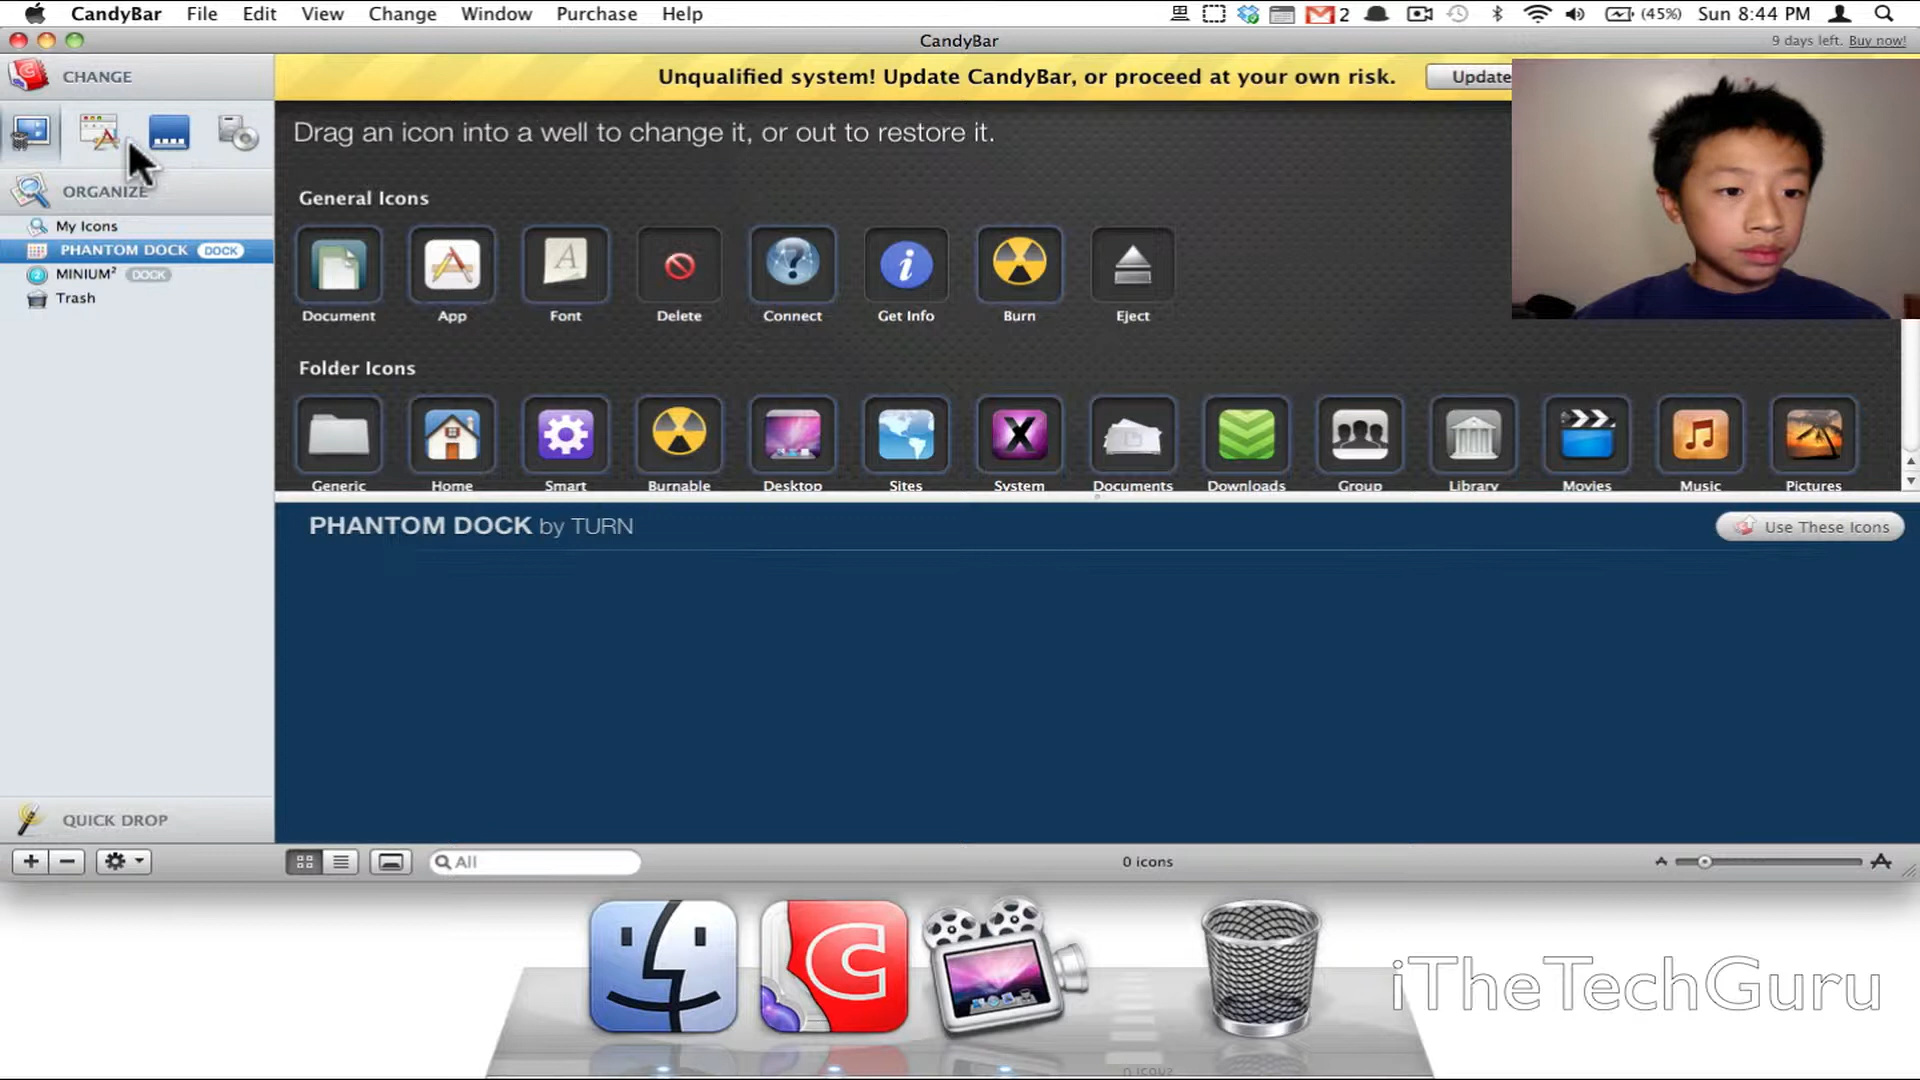 CandyBar File Edit View Change Window Purchase Help 2 (45%) Sun 8:44 PM
CandyBar
9 days left. Buy now!
CHANGE
Unqualified system! Update CandyBar, or proceed at your own risk. Update
Drag an icon into a well to change it, or out to restore it.
ORGANIZE
My Icons
PHANTOM DOCK DOCK
MINIUM² DOCK
Trash
General Icons
Document App Font Delete Connect Get Info Burn Eject
Folder Icons
Generic Home Smart Burnable Desktop Sites System Documents Downloads Group Library Movies Music Pictures
PHANTOM DOCK by TURN
Use These Icons
QUICK DROP
All
0 icons
iTheTechGuru